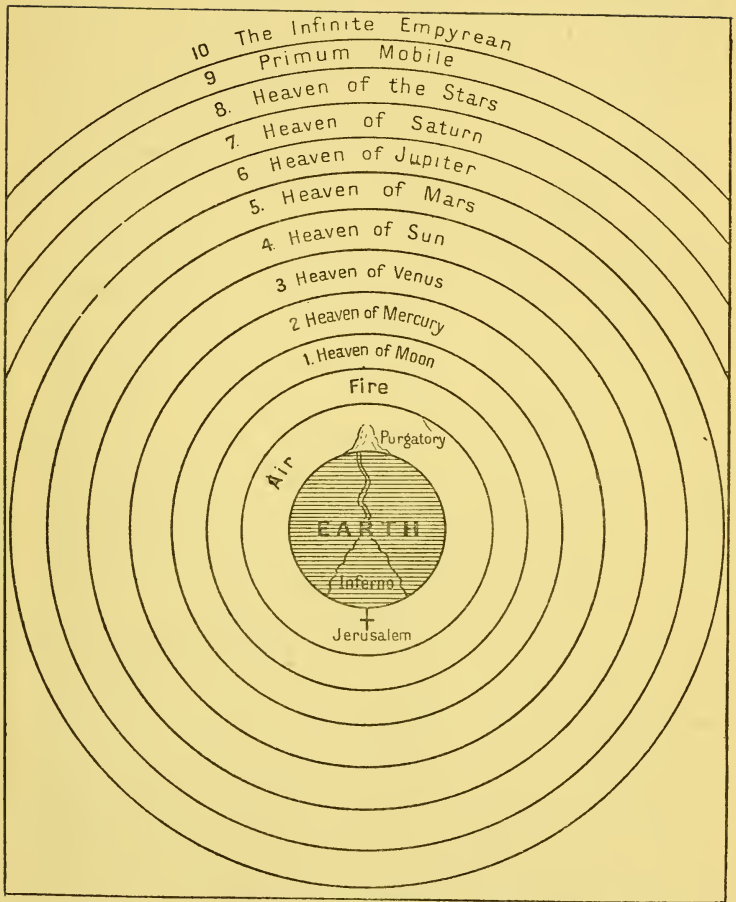 10 The Infinite Empyrean
9 Primum Mobile
8. Heaven of the Stars
7. Heaven of Saturn
6 Heaven of Jupiter
5. Heaven of Mars
4. Heaven of Sun
3 Heaven of Venus
2 Heaven of Mercury
1. Heaven of Moon
Fire
Purgatory
Air
EARTH
Inferno
Jerusalem